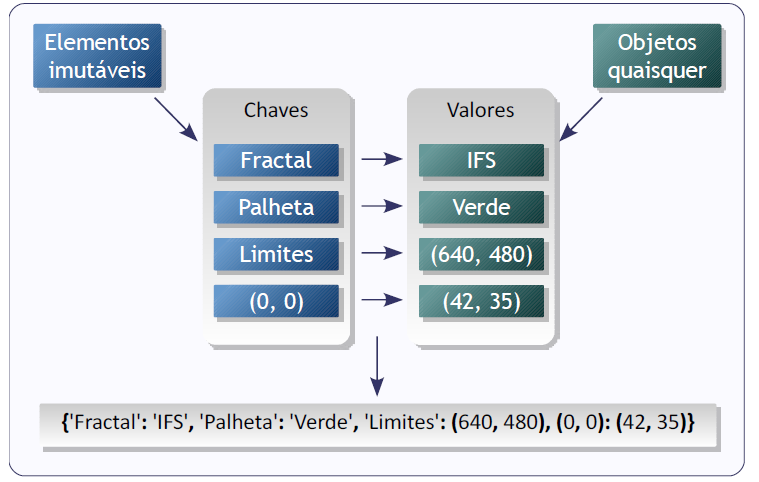 Elementos
imutáveis
Objetos
quaisquer
Chaves
Valores
Fractal
IFS
Palheta
Verde
Limites
(640, 480)
(0, 0)
(42, 35)
{'Fractal': 'IFS', 'Palheta': 'Verde', 'Limites': (640, 480), (0, 0): (42, 35)}